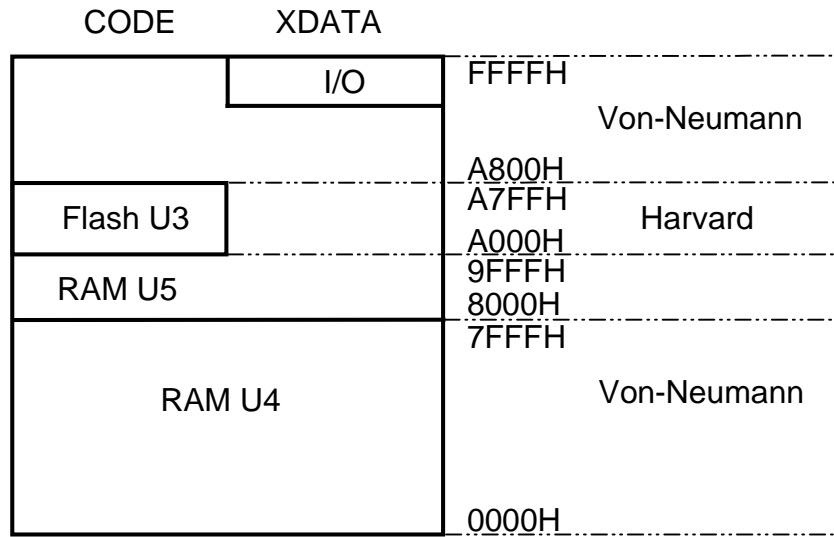 CODE XDATA
I/O FFFFH
Von-Neumann
A800H
Flash U3 A7FFH Harvard
A000H
RAM U5 9FFFH
8000H
7FFFH
RAM U4 Von-Neumann
0000H